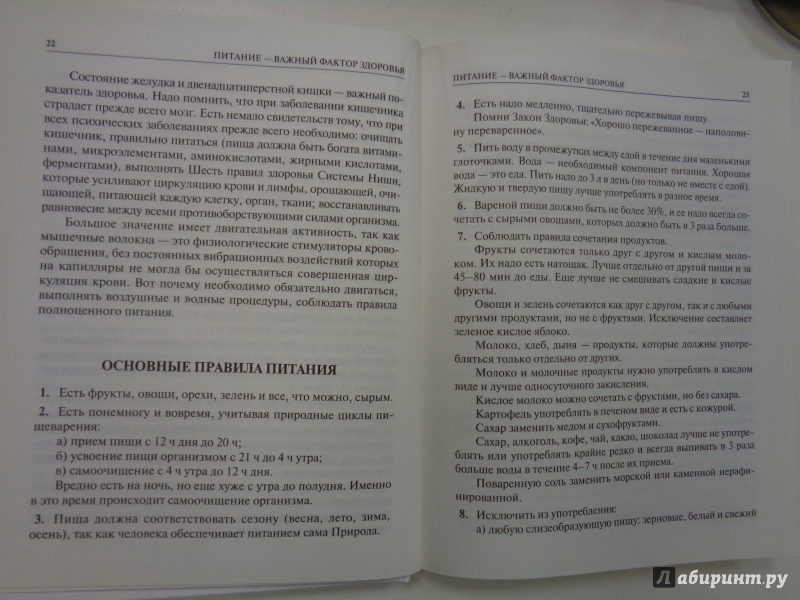 22
ПИТАНИЕ — ВАЖНЫЙ ФАКТОР ЗДОРОВЬЯ
Состояние желудка и двенадцатиперстной кишки — важный по-
казатель здоровья. Надо помнить, что при заболевании кишечника
страдает прежде всего мозг. Есть немало свидетельств тому, что при
всех психических заболеваниях прежде всего необходимо: очищать
кишечник, правильно питаться (пища должна быть богата витами-
нами, микроэлементами, аминокислотами, жирными кислотами,
ферментами), выполнять Шесть правил здоровья Системы Ниши,
которые усиливают циркуляцию крови и лимфы, орошающей, очи-
щающей, питающей каждую клетку, орган, ткани; восстанавливать
равновесие между всеми противоборствующими силами организма.
Большое значение имеет двигательная активность, так как
мышечные волокна — это физиологические стимуляторы крово-
обращения, без постоянных вибрационных воздействий которых
на капилляры не могла бы осуществляться совершенная цир-
куляция крови. Вот почему необходимо обязательно двигаться,
выполнять воздушные и водные процедуры, соблюдать правила
полноценного питания.
ОСНОВНЫЕ ПРАВИЛА ПИТАНИЯ
1. Есть фрукты, овощи, орехи, зелень и все, что можно, сырым.
2. Есть понемногу и вовремя, учитывая природные циклы пи-
щеварения:
а) прием пищи с 12 ч дня до 20 ч;
б) усвоение пищи организмом с 21 ч до 4 ч утра;
в) самоочищение с 4 ч утра до 12 ч дня.
Вредно есть на ночь, но еще хуже с утра до полудня. Именно
в это время происходит самоочищение организма.
3. Пища должна соответствовать сезону (весна, лето, зима,
осень), так как человека обеспечивает питанием сама Природа.
ПИТАНИЕ — ВАЖНЫЙ ФАКТОР ЗДОРОВЬЯ
23
4. Есть надо медленно, тщательно пережевывая пищу.
Помни Закон Здоровья: «Хорошо пережеванное — наполови-
ну переваренное».
5. Пить воду в промежутках между едой в течение дня маленькими
глоточками. Вода — необходимый компонент питания. Хорошая
вода — это еда. Пить надо до 3 л в день (но только не вместе с едой).
Жидкую и твердую пищу лучше употреблять в разное время.
6. Вареной пищи должно быть не более 30%, и ее надо всегда со-
четать с сырыми овощами, которых должно быть в 3 раза больше.
7. Соблюдать правила сочетания продуктов.
Фрукты сочетаются только друг с другом и кислым моло-
ком. Их надо есть натощак. Лучше отдельно от другой пищи и за
45—80 мин до еды. Еще лучше не смешивать сладкие и кислые
фрукты.
Овощи и зелень сочетаются как друг с другом, так и с любыми
другими продуктами, но не с фруктами. Исключение составляет
зеленое кислое яблоко.
Молоко, хлеб, дыня — продукты, которые должны употре-
бляться только отдельно от других.
Молоко и молочные продукты нужно употреблять в кислом
виде и лучше односуточного закисления.
Кислое молоко можно сочетать с фруктами, но без сахара.
Картофель употреблять в печеном виде и есть с кожурой.
Сахар заменить медом и сухофруктами.
Сахар, алкоголь, кофе, чай, какао, шоколад лучше не употреб-
лять или употреблять крайне редко и всегда выпивать в 3 раза
больше воды в течение 4–7 ч после их приема.
Поваренную соль заменить морской или каменной нерафи-
нированной.
8. Исключить из употребления:
а) любую слизеобразующую пищу: зерновые, белый и свежий
Лабиринт.ру